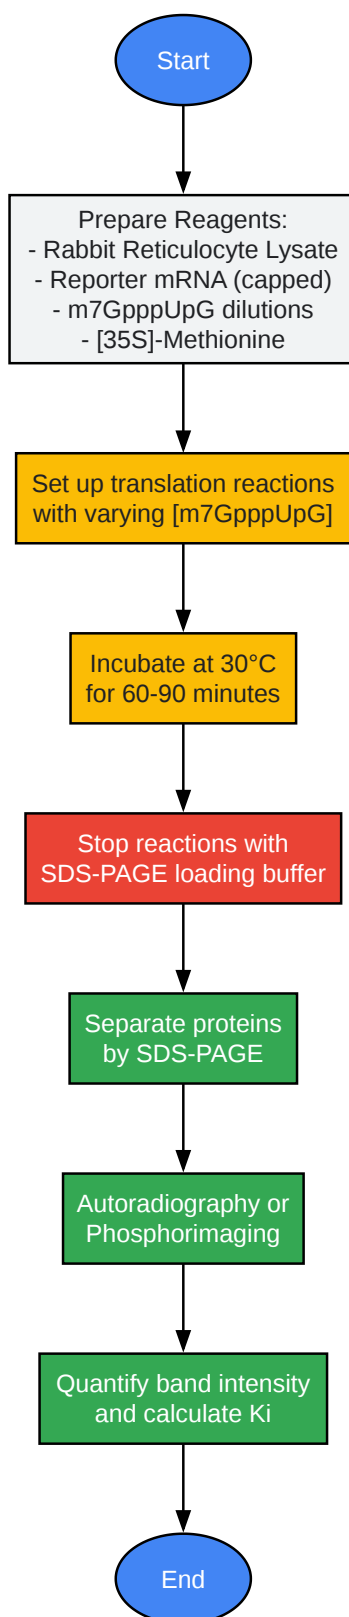 Start
Prepare Reagents:
- Rabbit Reticulocyte Lysate
- Reporter mRNA (capped)
- m7GpppUpG dilutions
- [35S]-Methionine
Set up translation reactions
with varying [m7GpppUpG]
Incubate at 30°C
for 60-90 minutes
Stop reactions with
SDS-PAGE loading buffer
Separate proteins
by SDS-PAGE
Autoradiography or
Phosphorimaging
Quantify band intensity
and calculate Ki
End